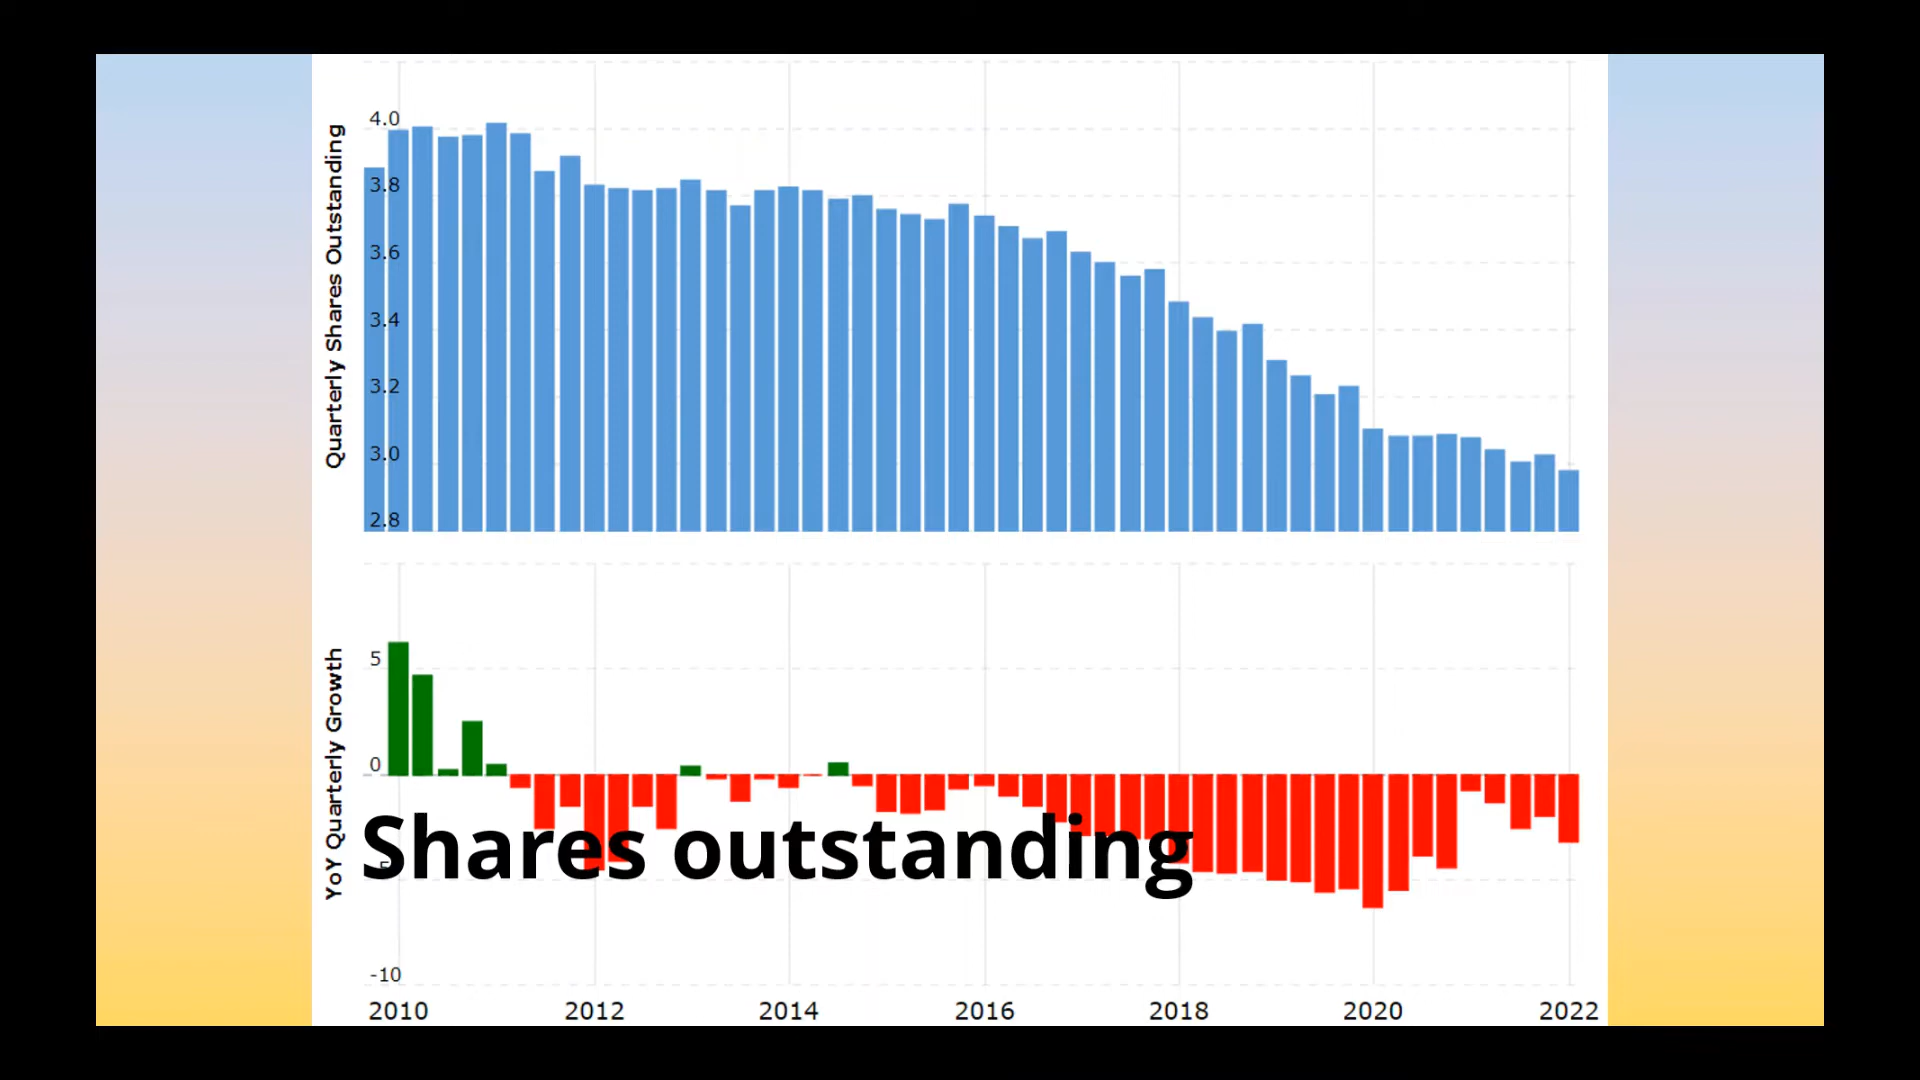 Quarterly Shares Outstanding
4.0
3.8
3.6
3.4
3.2
3.0
2.8
YoY Quarterly Growth
5
0
Shares outstanding
-10
2010 2012 2014 2016 2018 2020 2022